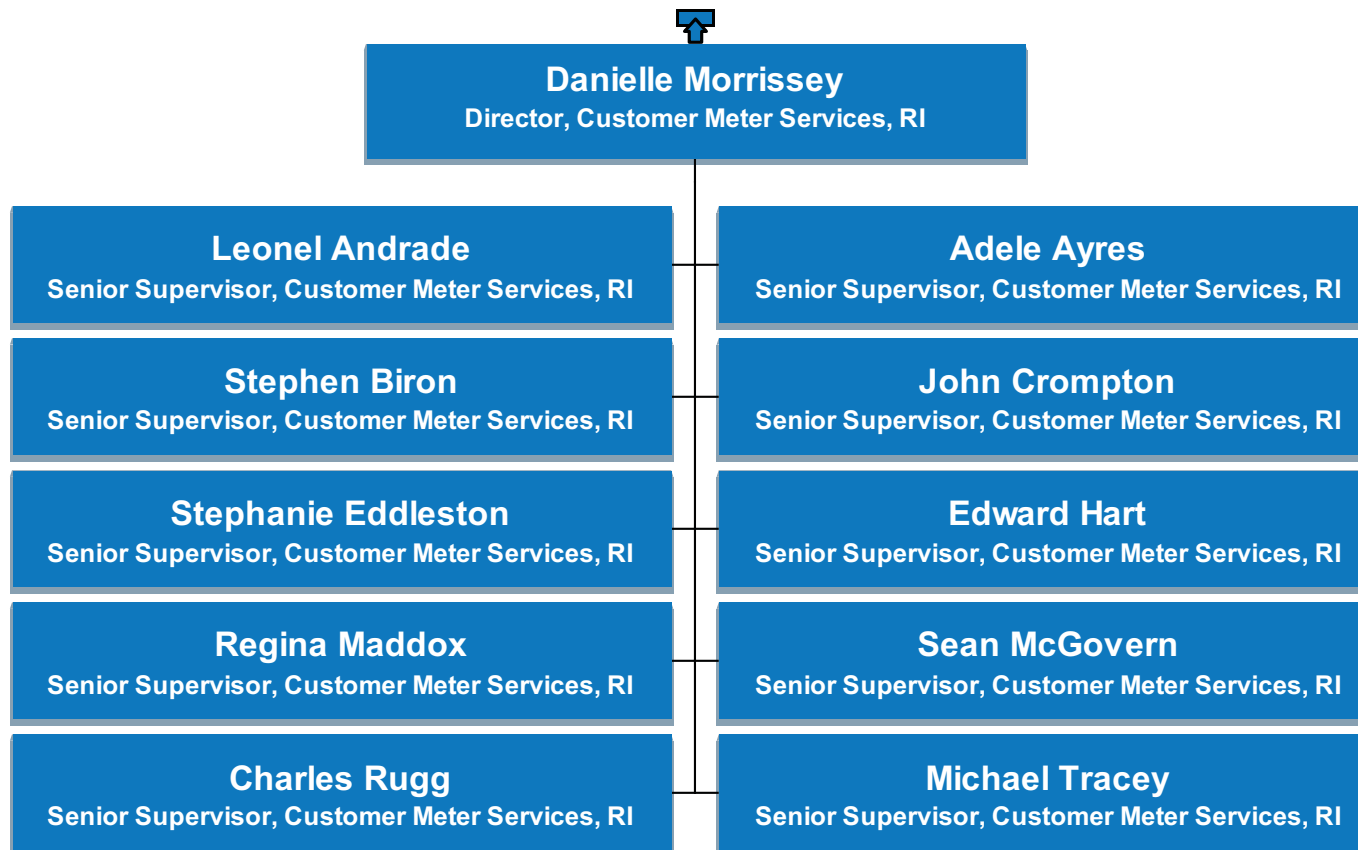 Danielle Morrissey
Director, Customer Meter Services, RI
Leonel Andrade
Senior Supervisor, Customer Meter Services, RI
Adele Ayres
Senior Supervisor, Customer Meter Services, RI
Stephen Biron
Senior Supervisor, Customer Meter Services, RI
John Crompton
Senior Supervisor, Customer Meter Services, RI
Stephanie Eddleston
Senior Supervisor, Customer Meter Services, RI
Edward Hart
Senior Supervisor, Customer Meter Services, RI
Regina Maddox
Senior Supervisor, Customer Meter Services, RI
Sean McGovern
Senior Supervisor, Customer Meter Services, RI
Charles Rugg
Senior Supervisor, Customer Meter Services, RI
Michael Tracey
Senior Supervisor, Customer Meter Services, RI